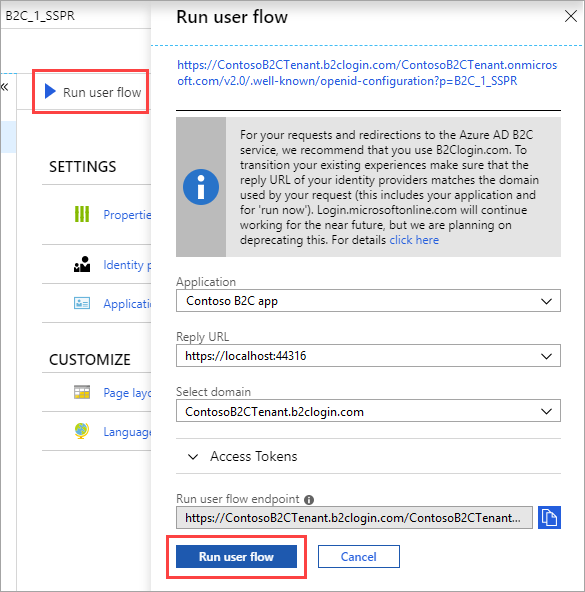 B2C_1_SSPR
«
Run user flow
SETTINGS
Propertie
Identity p
Applicatio
CUSTOMIZE
Page layo
Language
Run user flow
https://ContosoB2CTenant.b2clogin.com/ContosoB2CTenant.onmicros
oft.com/v2.0/.well-known/openid-configuration?p=B2C_1_SSPR
For your requests and redirections to the Azure AD B2C
service, we recommend that you use B2Clogin.com. To
transition your existing experiences make sure that the
reply URL of your identity providers matches the domain
used by your request (this includes your application and
for 'run now'). Login.microsoftonline.com will continue
working for the near future, but we are planning on
deprecating this. For details click here
Application
Contoso B2C app
Reply URL
https://localhost:44316
Select domain
ContosoB2CTenant.b2clogin.com
Access Tokens
Run user flow endpoint
https://ContosoB2CTenant.b2clogin.com/ContosoB2CTenant...
Run user flow
Cancel